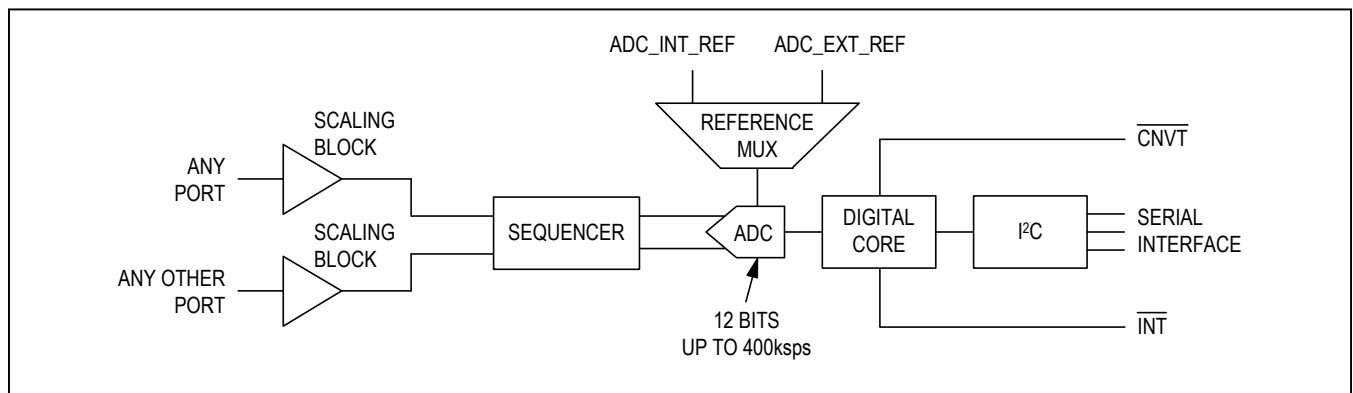 ADC_INT_REF
ADC_EXT_REF
REFERENCE
MUX
SCALING
BLOCK
ANY
PORT
SCALING
BLOCK
ANY OTHER
PORT
SEQUENCER
ADC
12 BITS
UP TO 400ksps
DIGITAL
CORE
I²C
CNVT
SERIAL
INTERFACE
INT